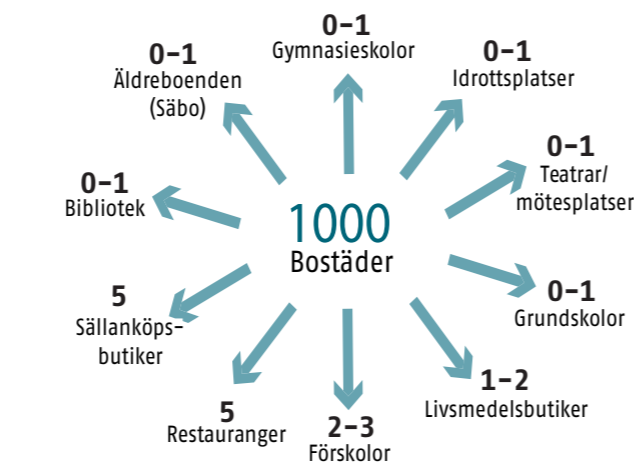 0–1
Gymnasieskolor
0–1
Idrottsplatser
0–1
Teatrar/
mötesplatser
0–1
Grundskolor
1–2
Livsmedelsbutiker
2–3
Förskolor
5
Restauranger
5
Sällanköps-
butiker
0–1
Bibliotek
0–1
Äldreboenden
(Säbo)
1000
Bostäder